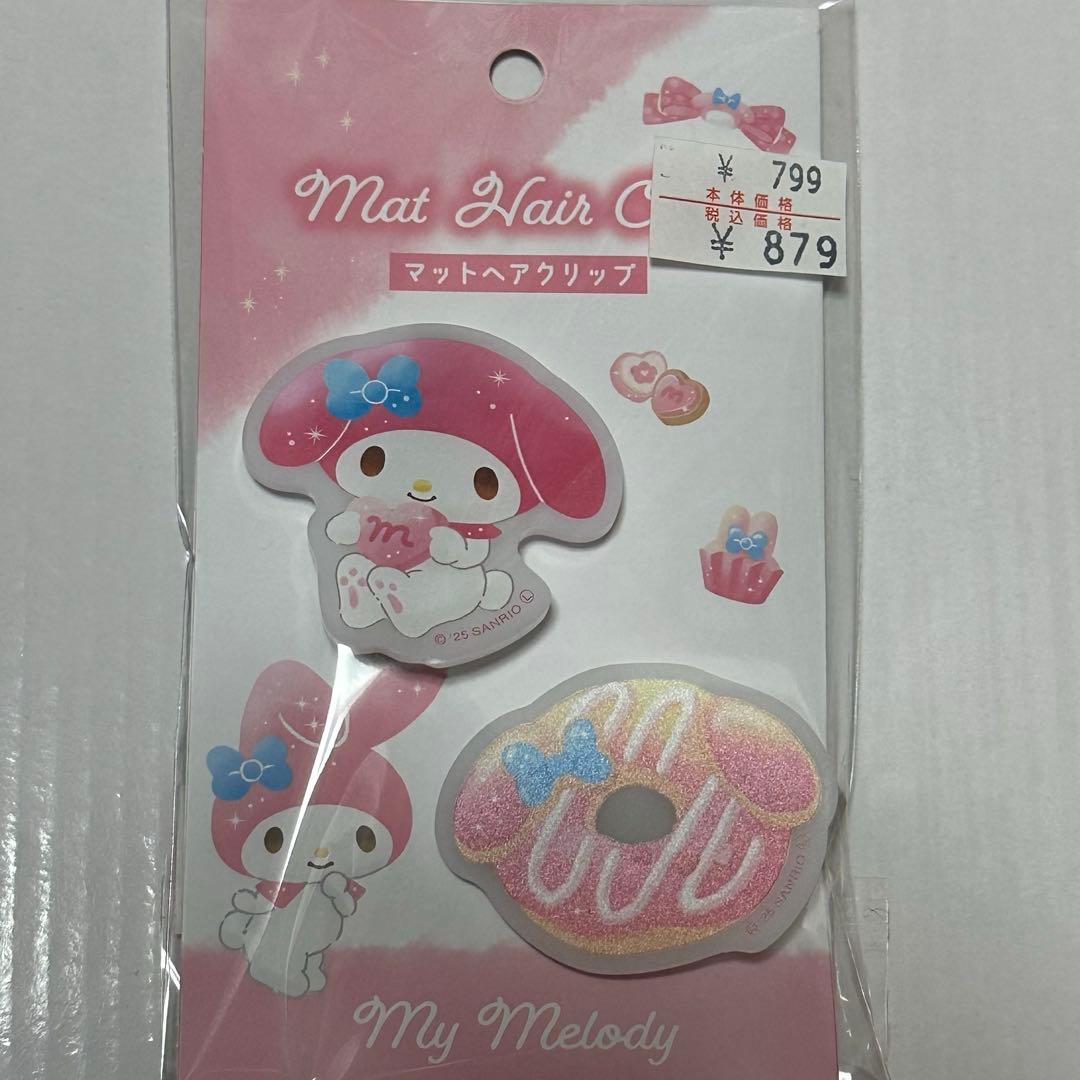 ¥ 799
本体価格
税込価格
¥ 879
Mat Hair
マットヘアクリップ
m
m
© '25 SANRIO Ⓛ
© '25 SANRIO
My Melody